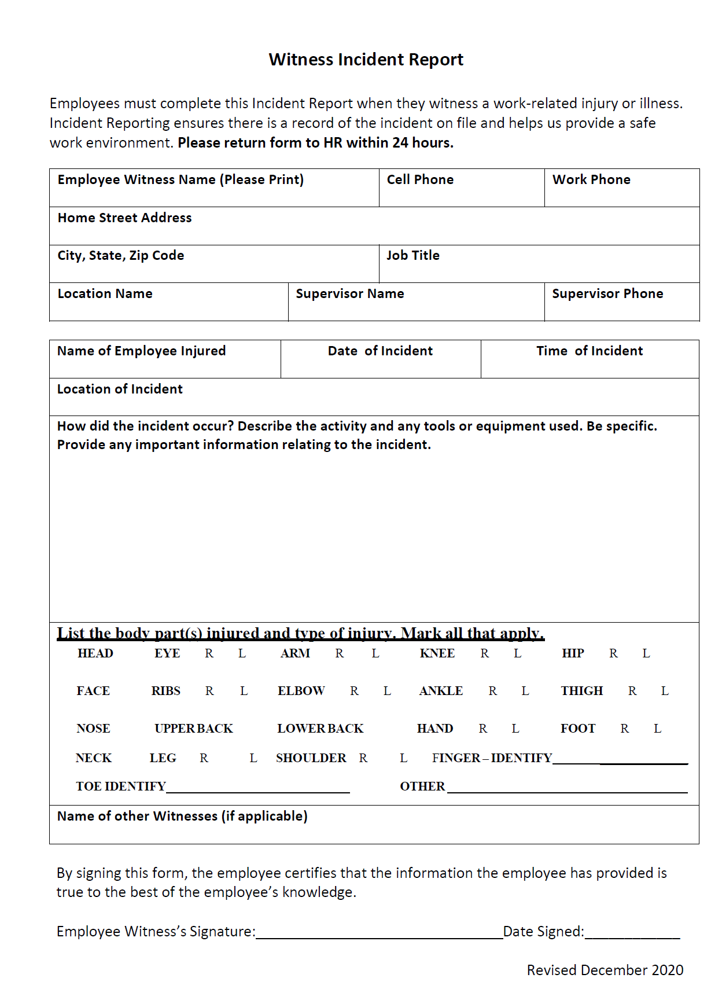 Witness Incident Report
Employees must complete this Incident Report when they witness a work-related injury or illness.
Incident Reporting ensures there is a record of the incident on file and helps us provide a safe
work environment. Please return form to HR within 24 hours.
Employee Witness Name (Please Print) Cell Phone Work Phone
Home Street Address
City, State, Zip Code Job Title
Location Name Supervisor Name Supervisor Phone
Name of Employee Injured Date of Incident Time of Incident
Location of Incident
How did the incident occur? Describe the activity and any tools or equipment used. Be specific.
Provide any important information relating to the incident.
List the body part(s) injured and type of injury. Mark all that apply.
HEAD EYE R L ARM R L KNEE R L HIP R L
FACE RIBS R L ELBOW R L ANKLE R L THIGH R L
NOSE UPPER BACK LOWER BACK HAND R L FOOT R L
NECK LEG R L SHOULDER R L FINGER – IDENTIFY____________________
TOE IDENTIFY____________________ OTHER ____________________
Name of other Witnesses (if applicable)
By signing this form, the employee certifies that the information the employee has provided is
true to the best of the employee’s knowledge.
Employee Witness’s Signature:____________________Date Signed:____________
Revised December 2020